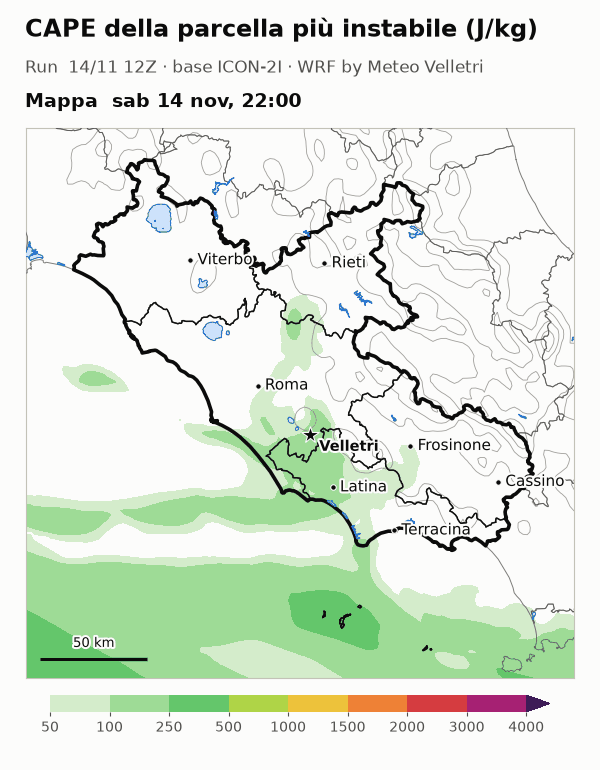 CAPE della parcella più instabile (J/kg)
Run  14/11 12Z · base ICON-2I · WRF by Meteo Velletri
Mappa  sab 14 nov, 22:00
Viterbo
Rieti
Roma
Velletri
Frosinone
Latina
Cassino
Terracina
50 km
50 100 250 500 1000 1500 2000 3000 4000